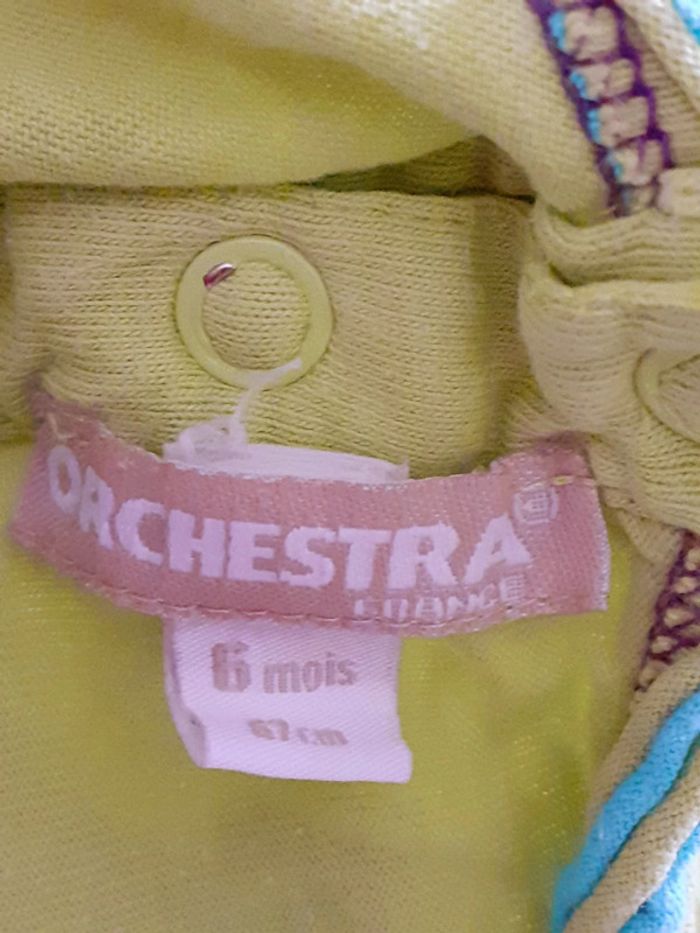 ORCHESTRA
FRANCE
6 mois
67 cm